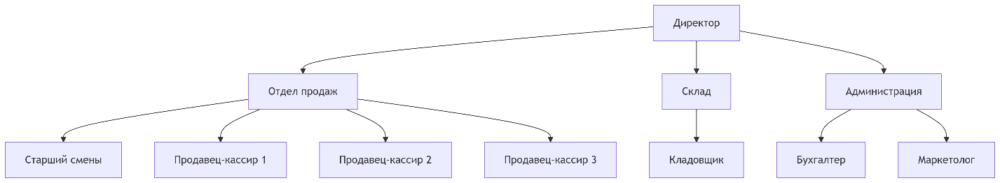 Директор
Отдел продаж
Склад
Администрация
Старший смены
Продавец-кассир 1
Продавец-кассир 2
Продавец-кассир 3
Кладовщик
Бухгалтер
Маркетолог